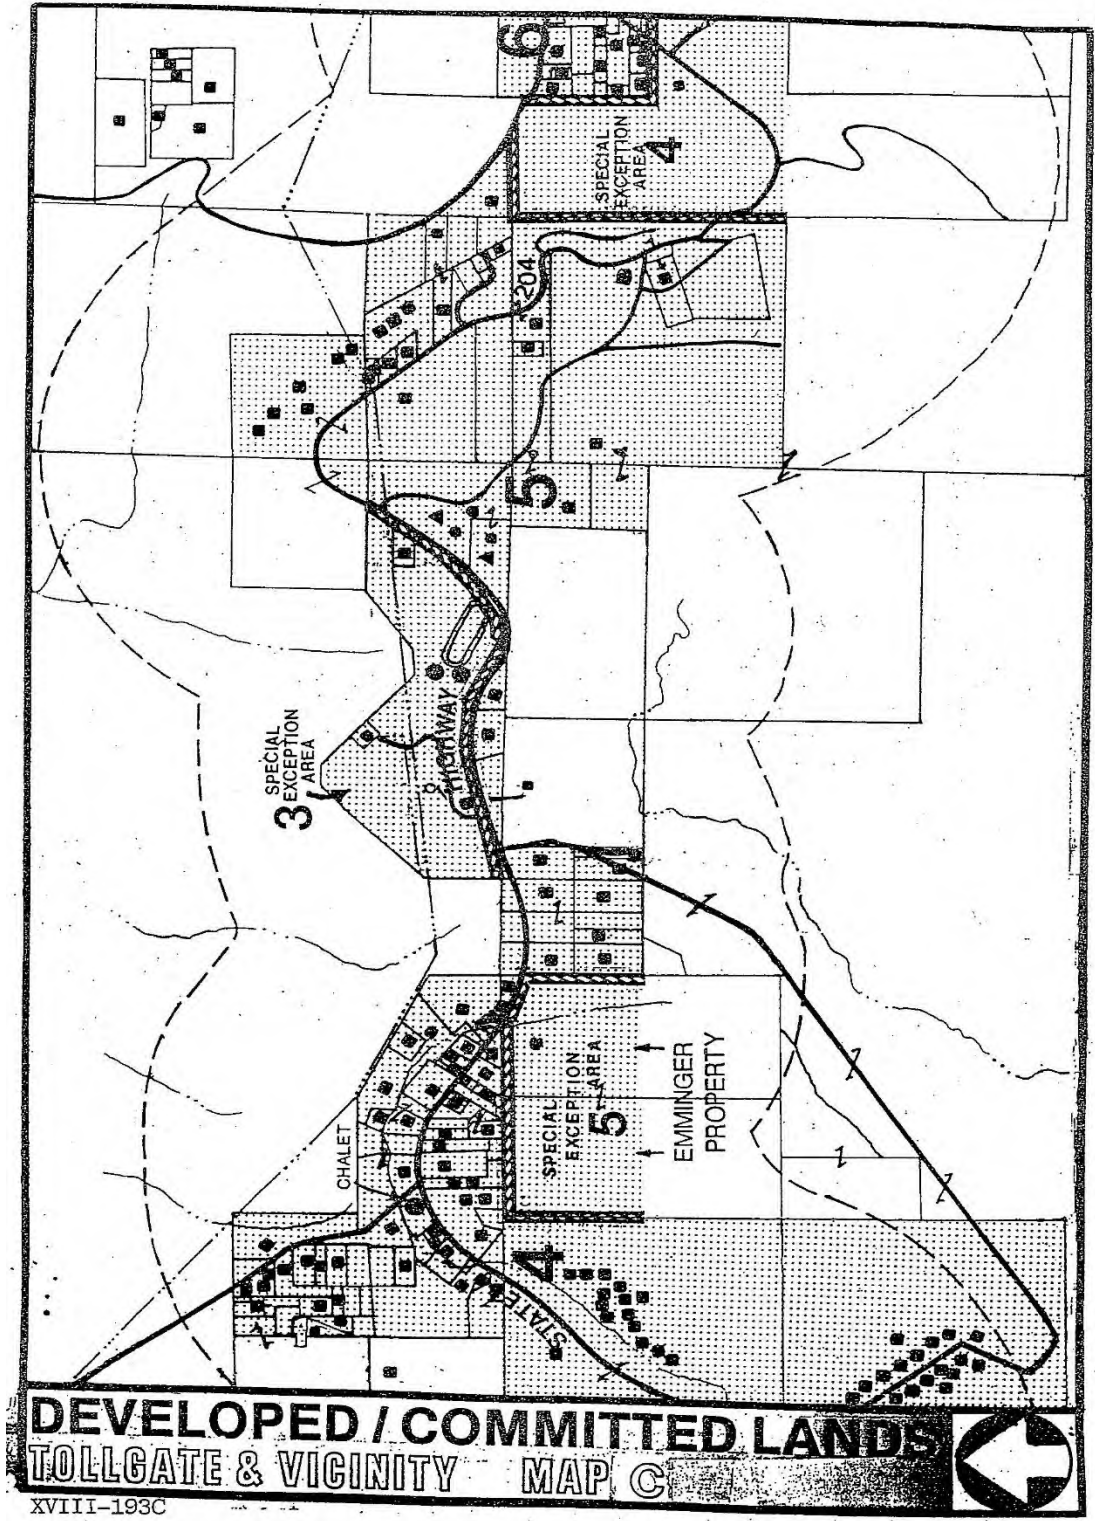 6
SPECIAL
EXCEPTION
AREA
4
204
5
SPECIAL
EXCEPTION
AREA
3
HIGHWAY
SPECIAL
EXCEPTION
AREA
5
EMMINGER
PROPERTY
CHALET
4
STATE
DEVELOPED / COMMITTED LANDS
TOLLGATE & VICINITY MAP C
XVIII-193C